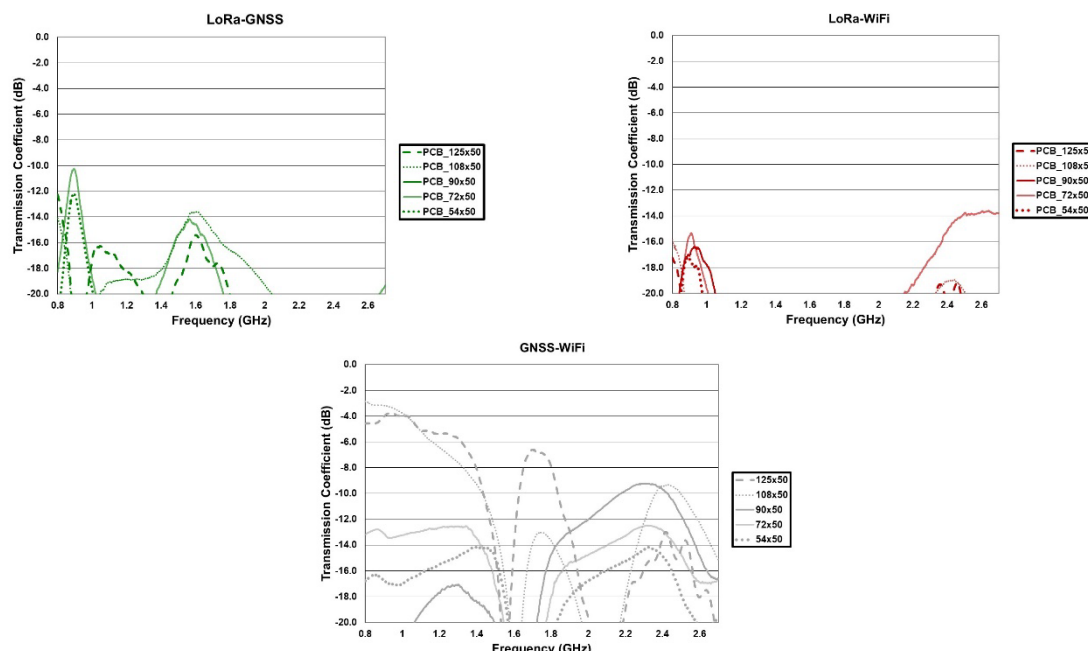 LoRa-GNSS
Transmission Coefficient (dB)
0.0
-2.0
-4.0
-6.0
-8.0
-10.0
-12.0
-14.0
-16.0
-18.0
-20.0
0.8 1 1.2 1.4 1.6 1.8 2 2.2 2.4 2.6
Frequency (GHz)
PCB_125x50
PCB_108x50
PCB_90x50
PCB_72x50
PCB_54x50
LoRa-WiFi
Transmission Coefficient (dB)
0.0
-2.0
-4.0
-6.0
-8.0
-10.0
-12.0
-14.0
-16.0
-18.0
-20.0
0.8 1 1.2 1.4 1.6 1.8 2 2.2 2.4 2.6
Frequency (GHz)
PCB_125x50
PCB_108x50
PCB_90x50
PCB_72x50
PCB_54x50
GNSS-WiFi
Transmission Coefficient (dB)
0.0
-2.0
-4.0
-6.0
-8.0
-10.0
-12.0
-14.0
-16.0
-18.0
-20.0
0.8 1 1.2 1.4 1.6 1.8 2 2.2 2.4 2.6
Frequency (GHz)
125x50
108x50
90x50
72x50
54x50